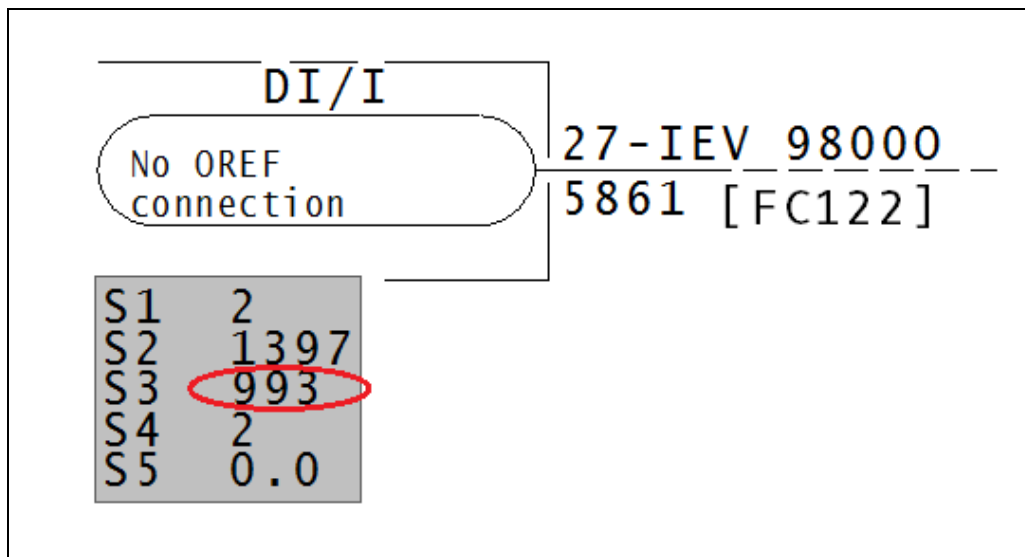 DI/I
No OREF
connection
27-IEV 98000
5861 [FC122]
S1 2
S2 1397
S3 993
S4 2
S5 0.0